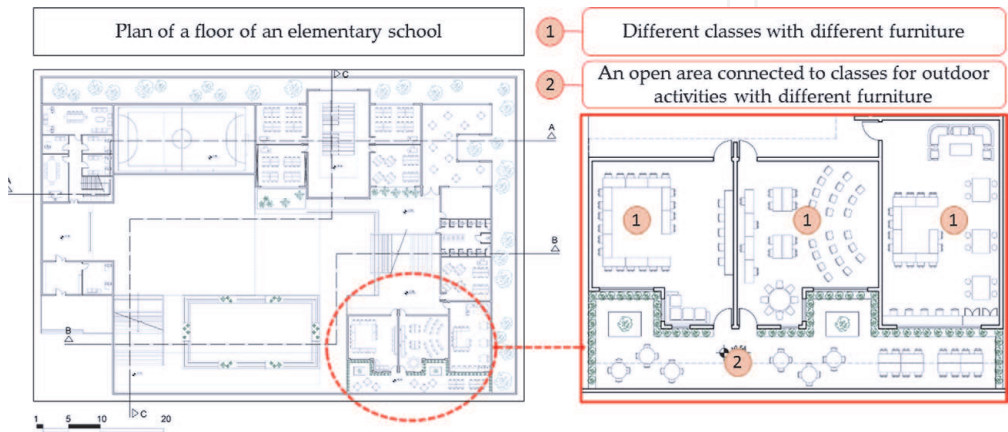 Plan of a floor of an elementary school
1
Different classes with different furniture
2
An open area connected to classes for outdoor
activities with different furniture
C
A
B
B
C
1
1
1
2
1 5 10 20